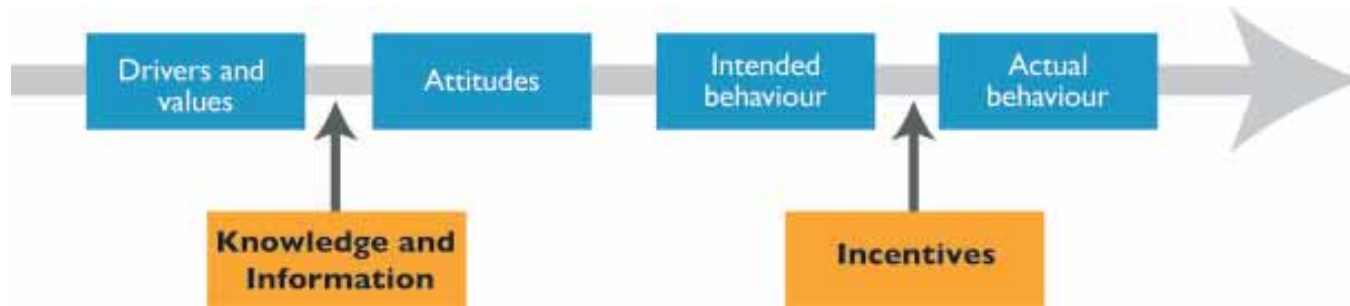 Drivers and
values
Attitudes
Intended
behaviour
Actual
behaviour
Knowledge and
Information
Incentives